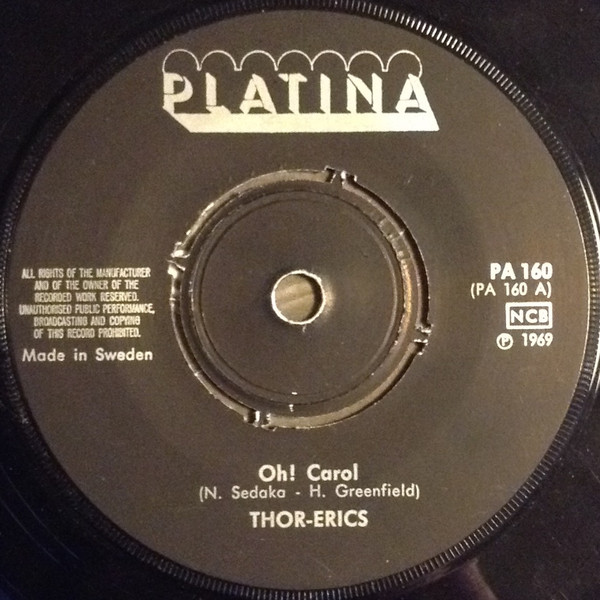 PLATINA
ALL RIGHTS OF THE MANUFACTURER
AND OF THE OWNER OF THE
RECORDED WORK RESERVED.
UNAUTHORISED PUBLIC PERFORMANCE,
BROADCASTING AND COPYING
OF THIS RECORD PROHIBITED.
Made in Sweden
PA 160
(PA 160 A)
NCB
Ⓟ 1969
Oh! Carol
(N. Sedaka - H. Greenfield)
THOR-ERICS